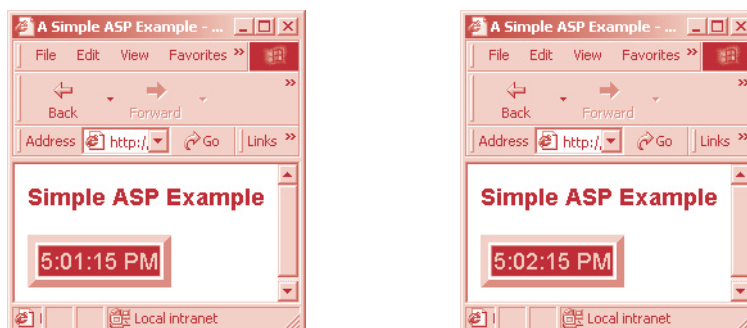 A Simple ASP Example - ...
File Edit View Favorites »
Back Forward »
Address http:/ Go Links »
Simple ASP Example
5:01:15 PM
Local intranet
A Simple ASP Example - ...
File Edit View Favorites »
Back Forward »
Address http:/ Go Links »
Simple ASP Example
5:02:15 PM
Local intranet